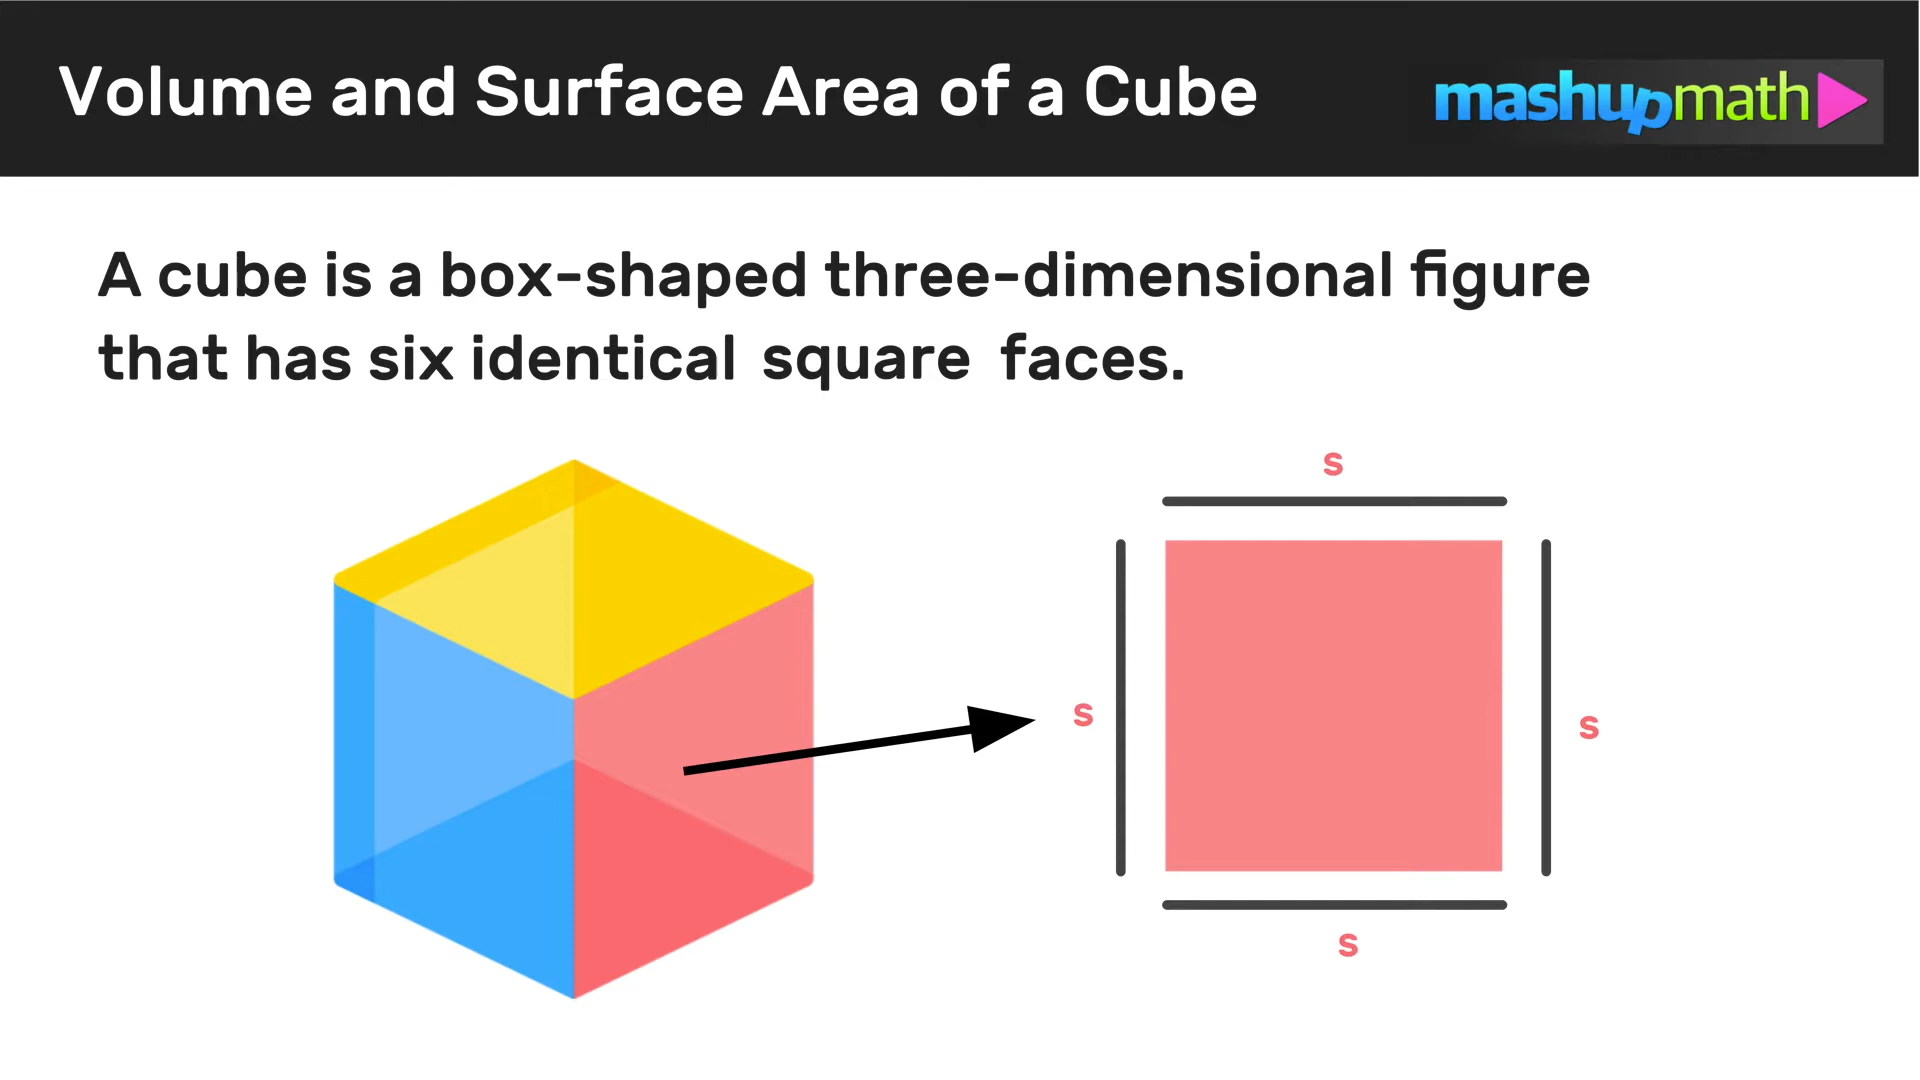 Volume and Surface Area of a Cube
mashupmath
A cube is a box-shaped three-dimensional figure
that has six identical square faces.
s
s
s
s